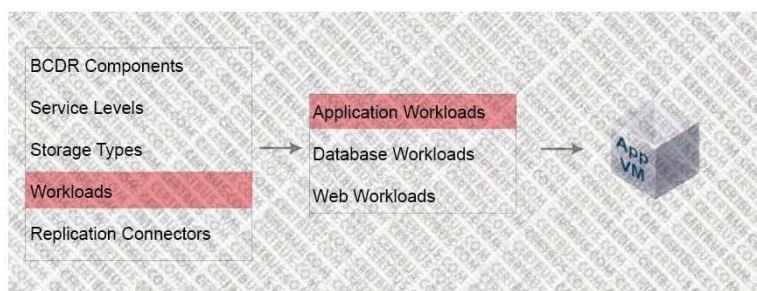 BCDR Components
Service Levels
Storage Types
Workloads
Replication Connectors
Application Workloads
Database Workloads
Web Workloads
App
VM